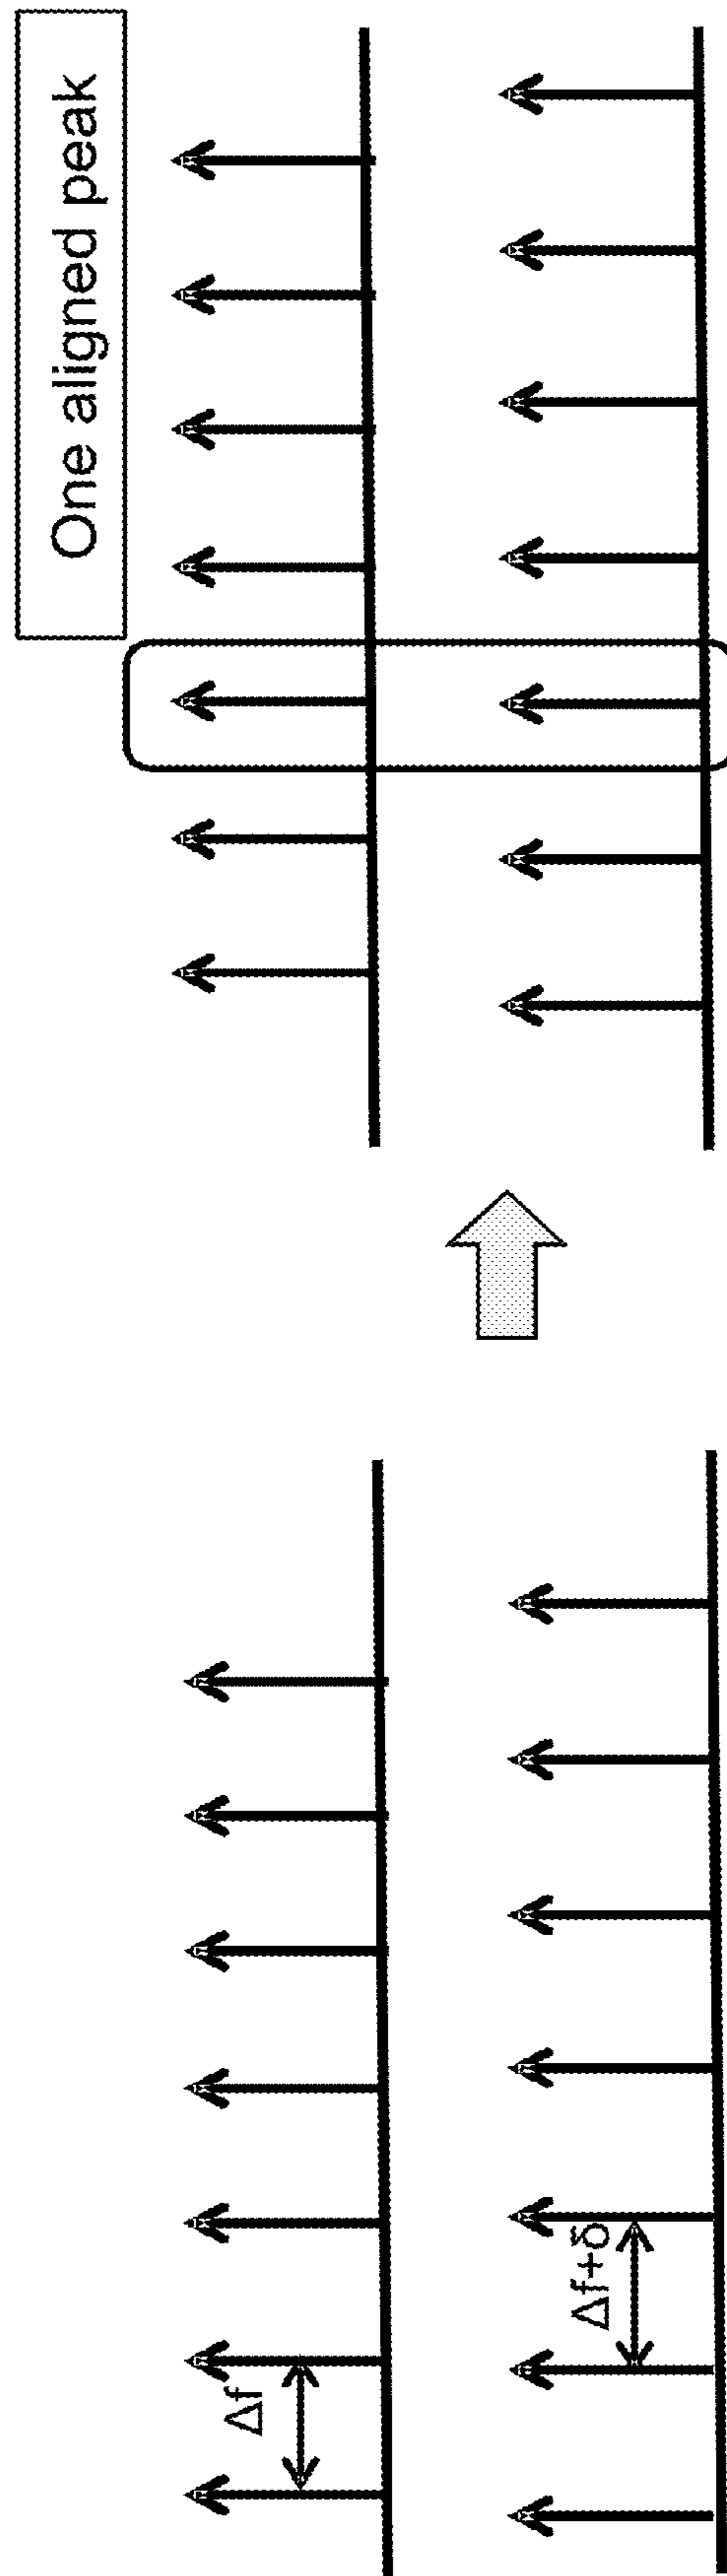 Δf
Δf+δ
One aligned peak